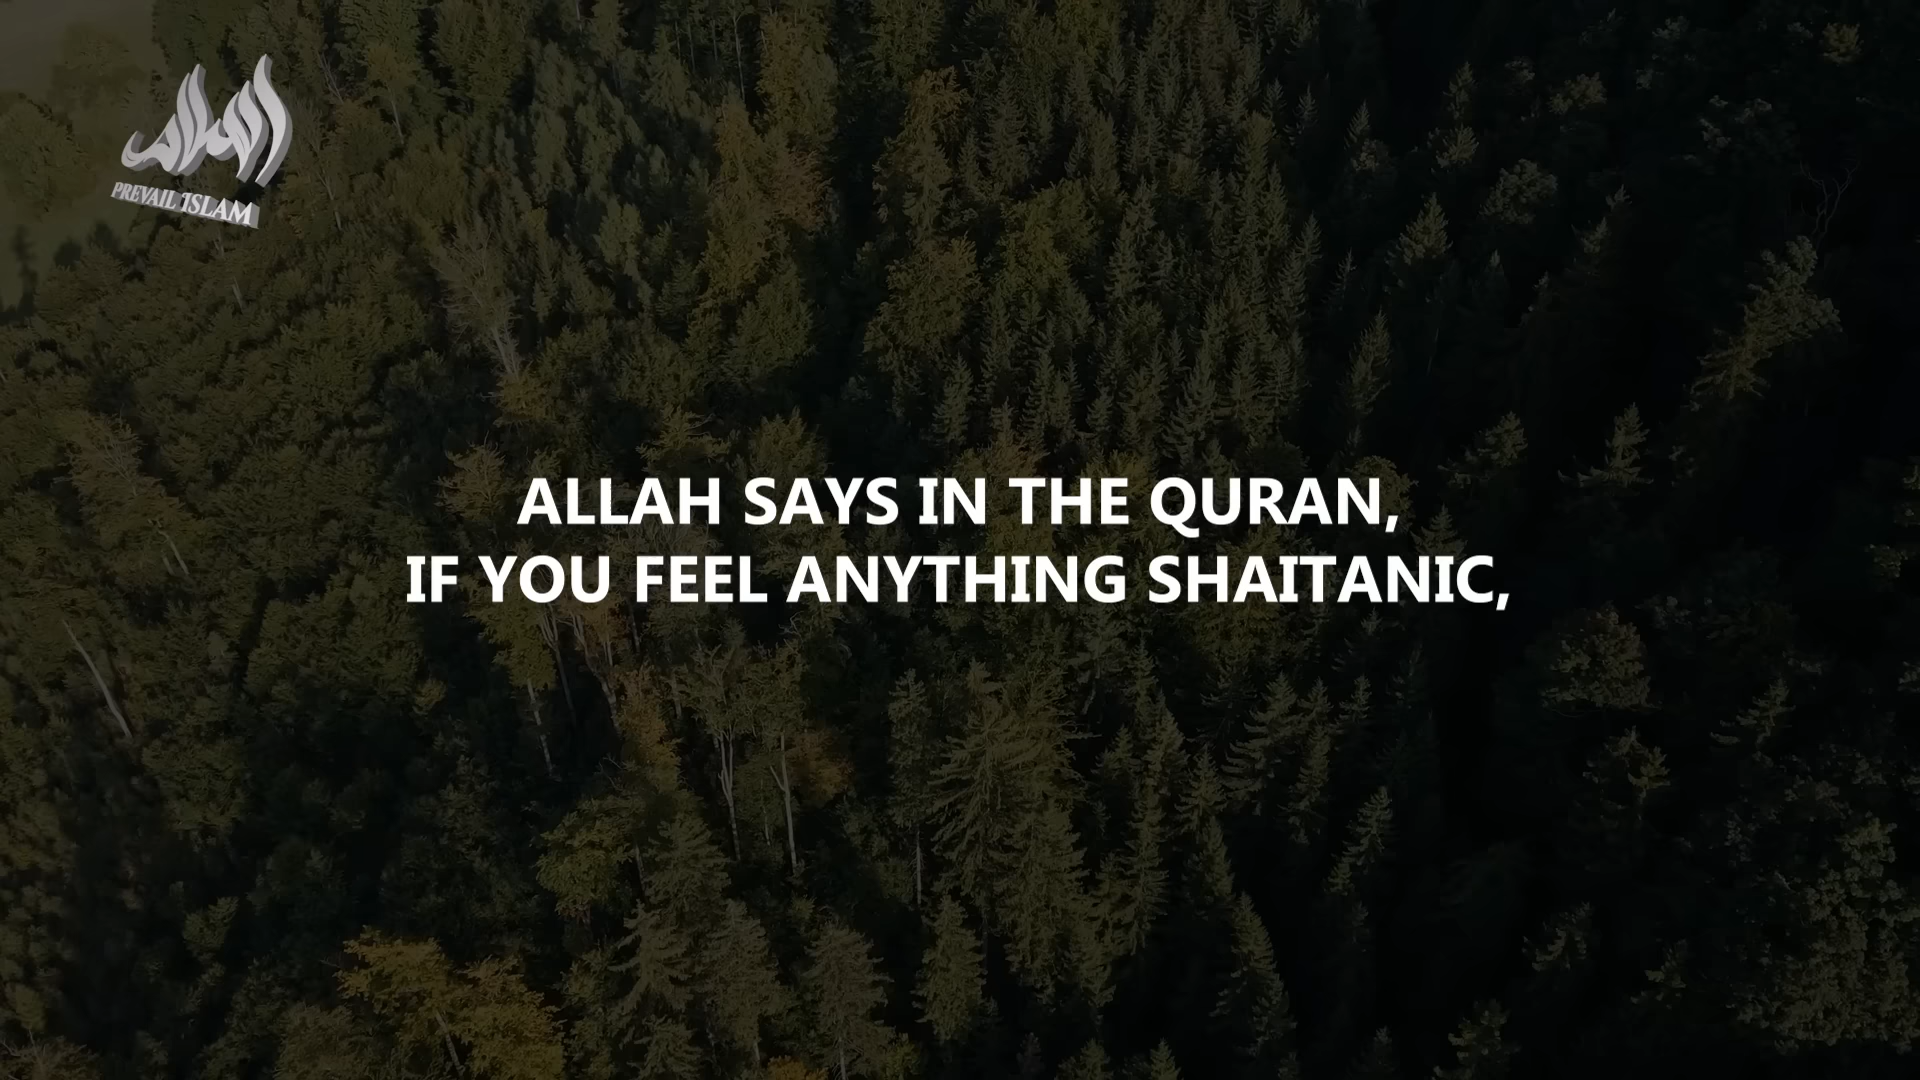 PREVAIL ISLAM
ALLAH SAYS IN THE QURAN,
IF YOU FEEL ANYTHING SHAITANIC,